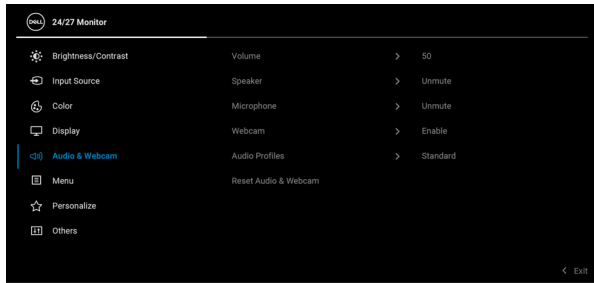 DELL 24/27 Monitor
Brightness/Contrast Volume > 50
Input Source Speaker > Unmute
Color Microphone > Unmute
Display Webcam > Enable
Audio & Webcam Audio Profiles > Standard
Menu Reset Audio & Webcam
Personalize
Others
< Exit